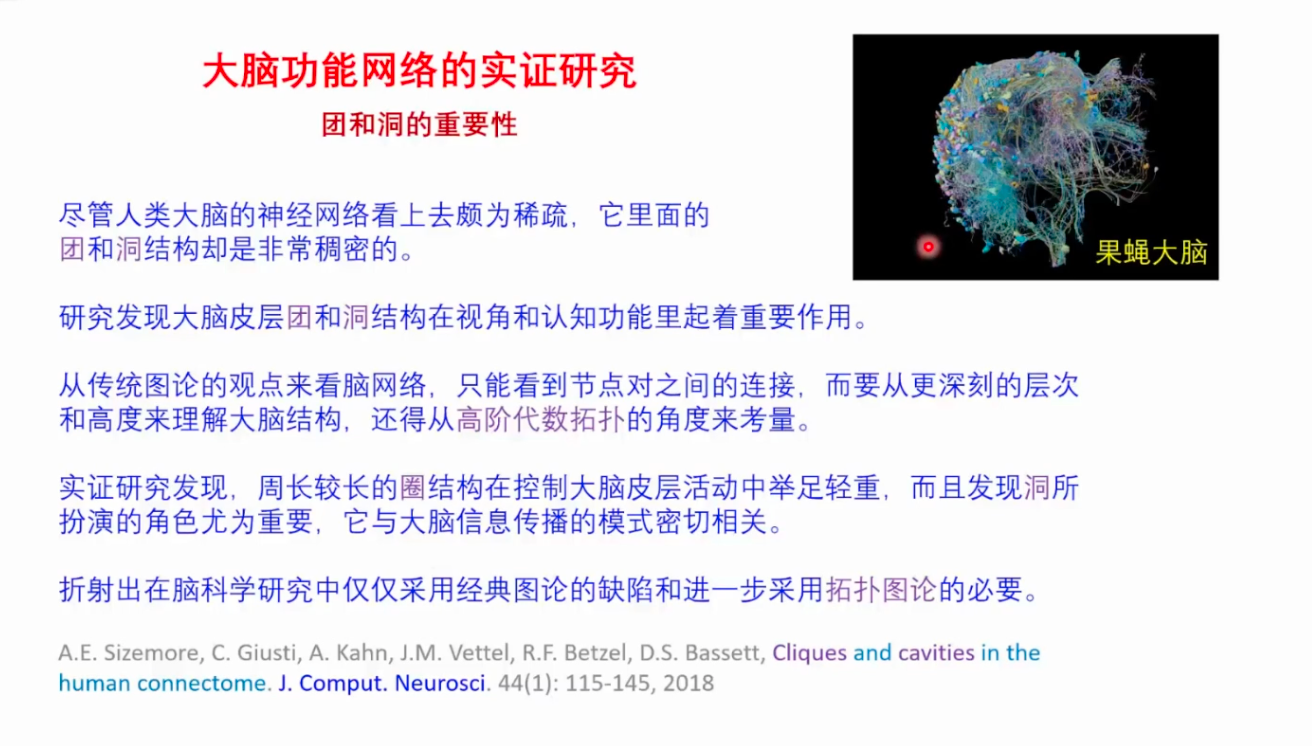 大脑功能网络的实证研究
团和洞的重要性
果蝇大脑
尽管人类大脑的神经网络看上去颇为稀疏，它里面的
团和洞结构却是非常稠密的。
研究发现大脑皮层团和洞结构在视角和认知功能里起着重要作用。
从传统图论的观点来看脑网络，只能看到节点对之间的连接，而要从更深刻的层次
和高度来理解大脑结构，还得从高阶代数拓扑的角度来考量。
实证研究发现，周长较长的圈结构在控制大脑皮层活动中举足轻重，而且发现洞所
扮演的角色尤为重要，它与大脑信息传播的模式密切相关。
折射出在脑科学研究中仅仅采用经典图论的缺陷和进一步采用拓扑图论的必要。
A.E. Sizemore, C. Giusti, A. Kahn, J.M. Vettel, R.F. Betzel, D.S. Bassett, Cliques and cavities in the
human connectome. J. Comput. Neurosci. 44(1): 115-145, 2018